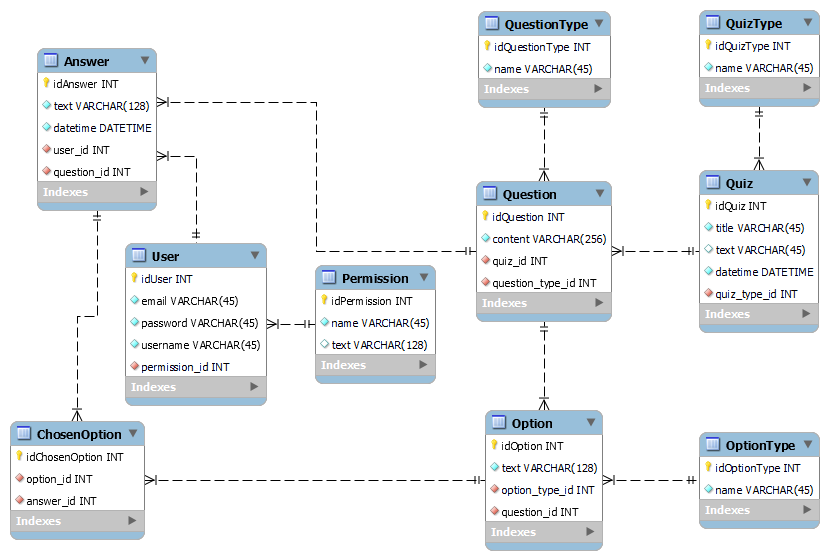 Answer
idAnswer INT
text VARCHAR(128)
datetime DATETIME
user_id INT
question_id INT
Indexes
QuestionType
idQuestionType INT
name VARCHAR(45)
Indexes
QuizType
idQuizType INT
name VARCHAR(45)
Indexes
Question
idQuestion INT
content VARCHAR(256)
quiz_id INT
question_type_id INT
Indexes
Quiz
idQuiz INT
title VARCHAR(45)
text VARCHAR(45)
datetime DATETIME
quiz_type_id INT
Indexes
User
idUser INT
email VARCHAR(45)
password VARCHAR(45)
username VARCHAR(45)
permission_id INT
Indexes
Permission
idPermission INT
name VARCHAR(45)
text VARCHAR(128)
Indexes
ChosenOption
idChosenOption INT
option_id INT
answer_id INT
Indexes
Option
idOption INT
text VARCHAR(128)
option_type_id INT
question_id INT
Indexes
OptionType
idOptionType INT
name VARCHAR(45)
Indexes